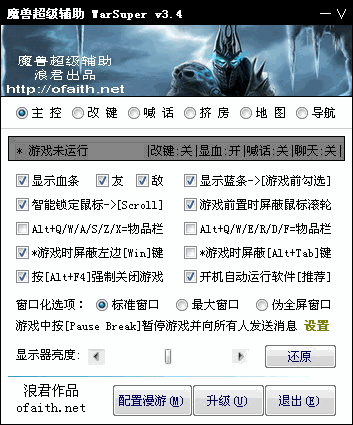 魔兽超级辅助 WarSuper v3.4
魔兽超级辅助
浪君出品
http://ofaith.net
主 控 改 键 喊 话 挤 房 地 图 导航
* 游戏未运行 |改键:关|显血:开|喊话:关|聊天:关|
显示血条 友 敌 显示蓝条->[游戏前勾选]
智能锁定鼠标->[Scroll] 游戏前置时屏蔽鼠标滚轮
Alt+Q/W/A/S/Z/X=物品栏 Alt+Q/W/E/R/D/F=物品栏
*游戏时屏蔽左边[Win]键 *游戏时屏蔽[Alt+Tab]键
按[Alt+F4]强制关闭游戏 开机自动运行软件[推荐]
窗口化选项: 标准窗口 最大窗口 伪全屏窗口
游戏中按[Pause Break]暂停游戏并向所有人发送消息 设置
显示器亮度: 还原
浪君作品
ofaith.net
配置漫游(M) 升级(U) 退出(E)